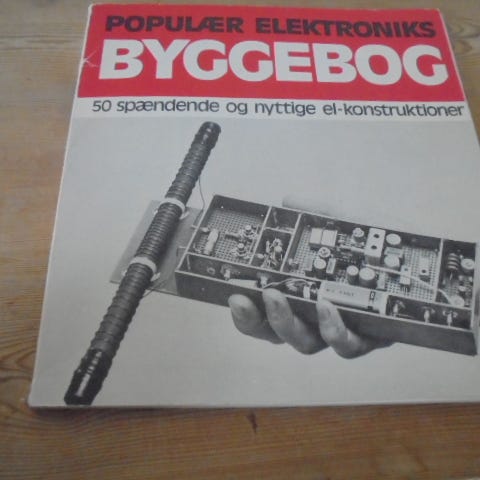 POPULÆR ELEKTRONIKS
BYGGEBOG
50 spændende og nyttige el-konstruktioner